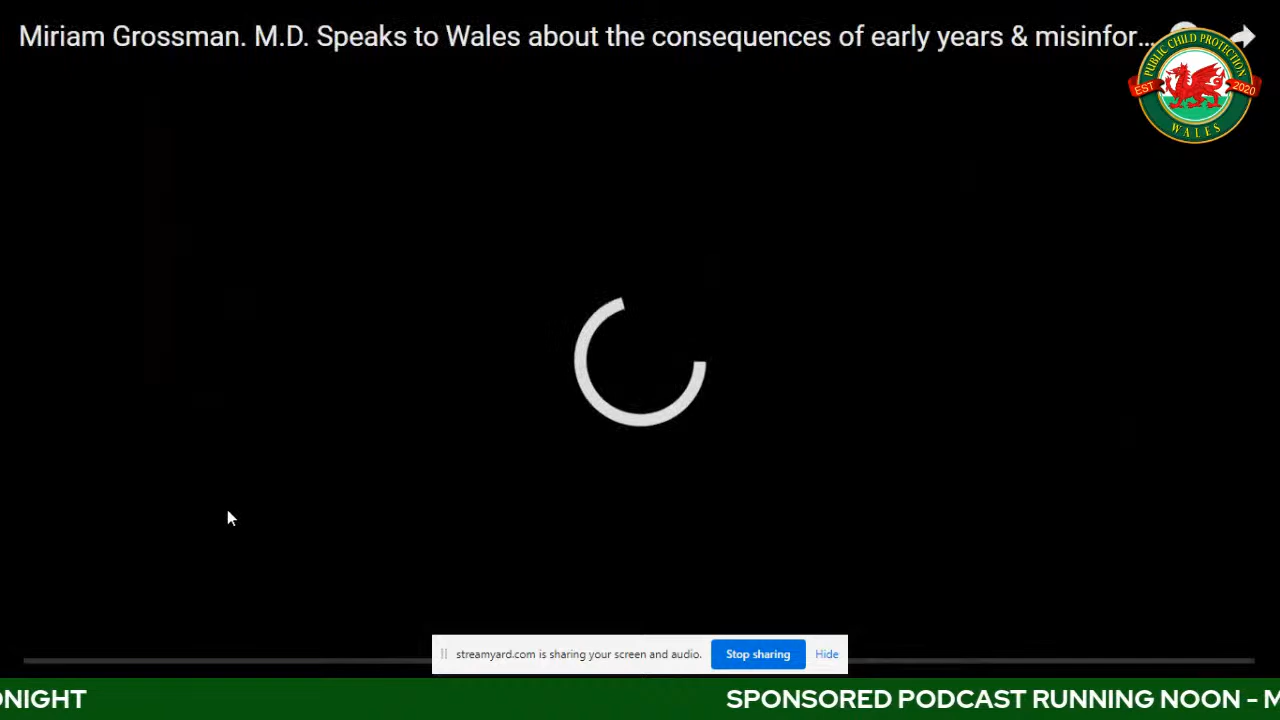 Miriam Grossman. M.D. Speaks to Wales about the consequences of early years & misinfor...
PUBLIC CHILD PROTECTION
EST 2020
WALES
streamyard.com is sharing your screen and audio.
Stop sharing
Hide
ONIGHT
SPONSORED PODCAST RUNNING NOON - M